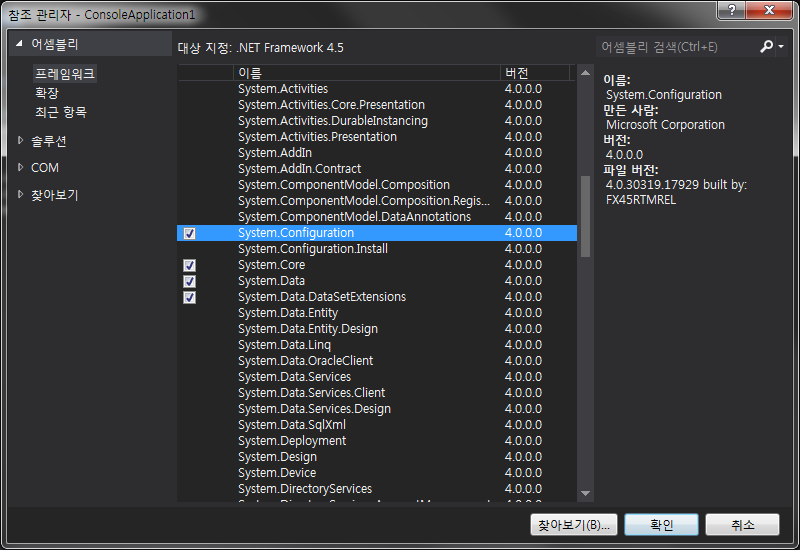 참조 관리자 - ConsoleApplication1
어셈블리
프레임워크
확장
최근 항목
솔루션
COM
찾아보기
대상 지정: .NET Framework 4.5
어셈블리 검색(Ctrl+E)
이름 버전
System.Activities 4.0.0.0
System.Activities.Core.Presentation 4.0.0.0
System.Activities.DurableInstancing 4.0.0.0
System.Activities.Presentation 4.0.0.0
System.AddIn 4.0.0.0
System.AddIn.Contract 4.0.0.0
System.ComponentModel.Composition 4.0.0.0
System.ComponentModel.Composition.Regis... 4.0.0.0
System.ComponentModel.DataAnnotations 4.0.0.0
System.Configuration 4.0.0.0
System.Configuration.Install 4.0.0.0
System.Core 4.0.0.0
System.Data 4.0.0.0
System.Data.DataSetExtensions 4.0.0.0
System.Data.Entity 4.0.0.0
System.Data.Entity.Design 4.0.0.0
System.Data.Linq 4.0.0.0
System.Data.OracleClient 4.0.0.0
System.Data.Services 4.0.0.0
System.Data.Services.Client 4.0.0.0
System.Data.Services.Design 4.0.0.0
System.Data.SqlXml 4.0.0.0
System.Deployment 4.0.0.0
System.Design 4.0.0.0
System.Device 4.0.0.0
System.DirectoryServices 4.0.0.0
이름:
System.Configuration
만든 사람:
Microsoft Corporation
버전:
4.0.0.0
파일 버전:
4.0.30319.17929 built by:
FX45RTMREL
찾아보기(B)... 확인 취소